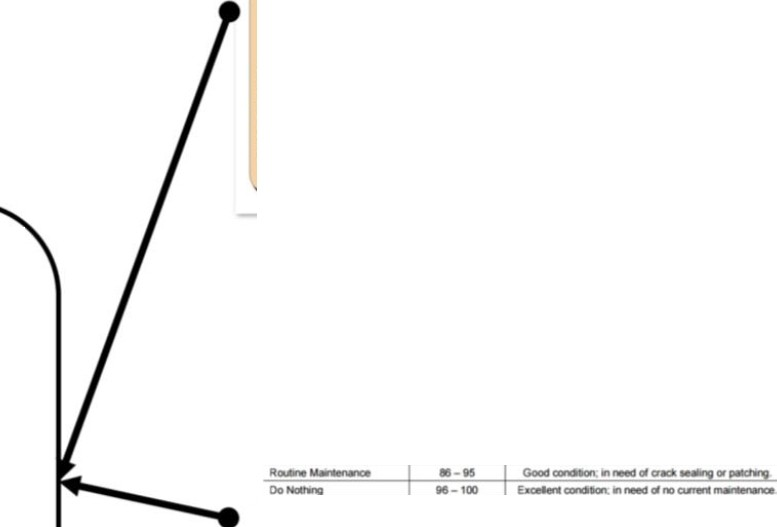 Routine Maintenance 86 – 95 Good condition; in need of crack sealing or patching.
Do Nothing 96 – 100 Excellent condition; in need of no current maintenance.